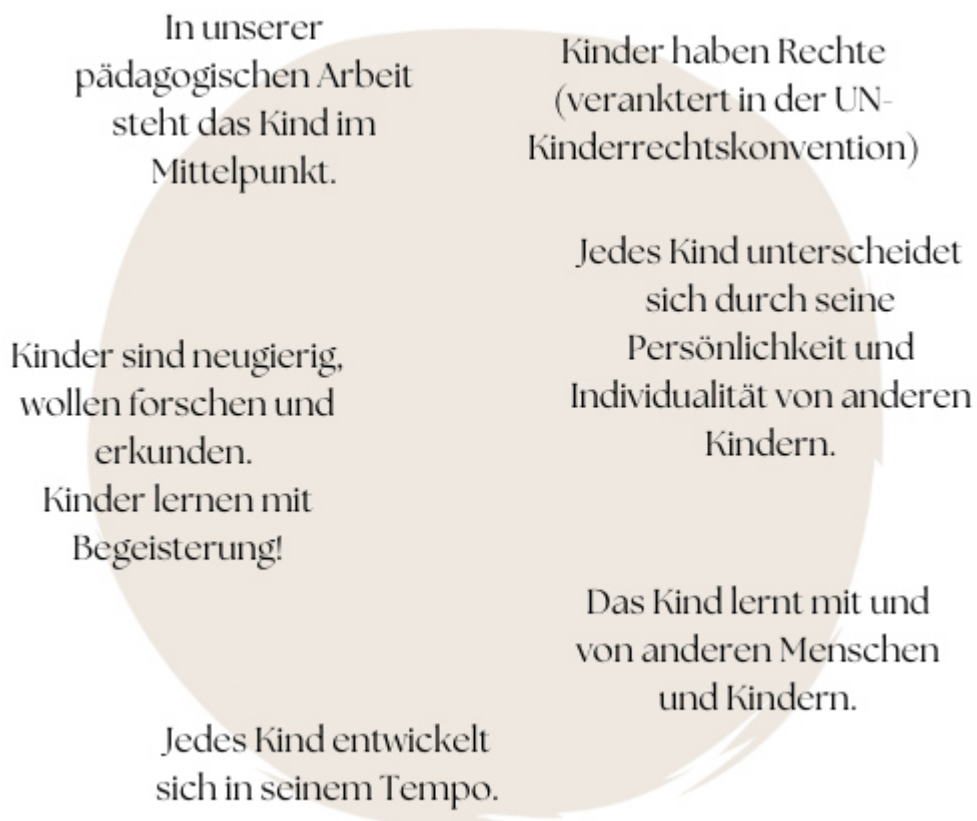 In unserer
pädagogischen Arbeit
steht das Kind im
Mittelpunkt.
Kinder haben Rechte
(veranktert in der UN-
Kinderrechtskonvention)
Jedes Kind unterscheidet
sich durch seine
Persönlichkeit und
Individualität von anderen
Kindern.
Kinder sind neugierig,
wollen forschen und
erkunden.
Kinder lernen mit
Begeisterung!
Das Kind lernt mit und
von anderen Menschen
und Kindern.
Jedes Kind entwickelt
sich in seinem Tempo.